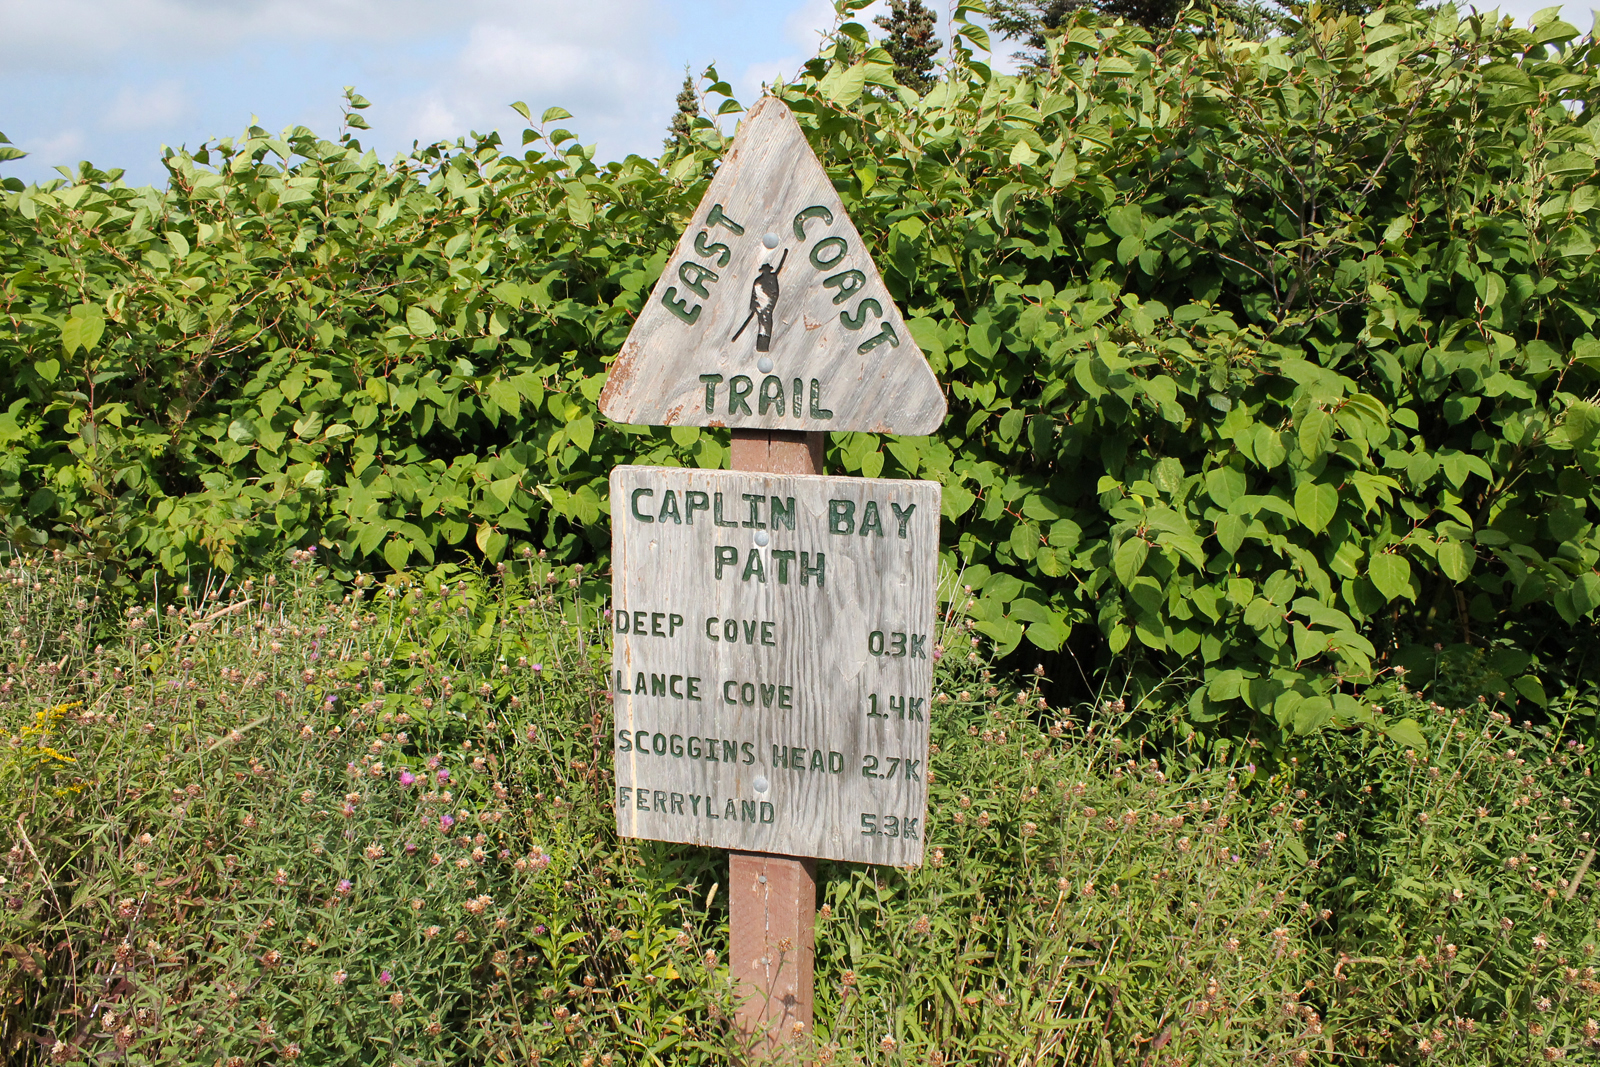 EAST COAST
TRAIL
CAPLIN BAY
PATH
DEEP COVE 0.3K
LANCE COVE 1.4K
SCOGGINS HEAD 2.7K
FERRYLAND 5.3K